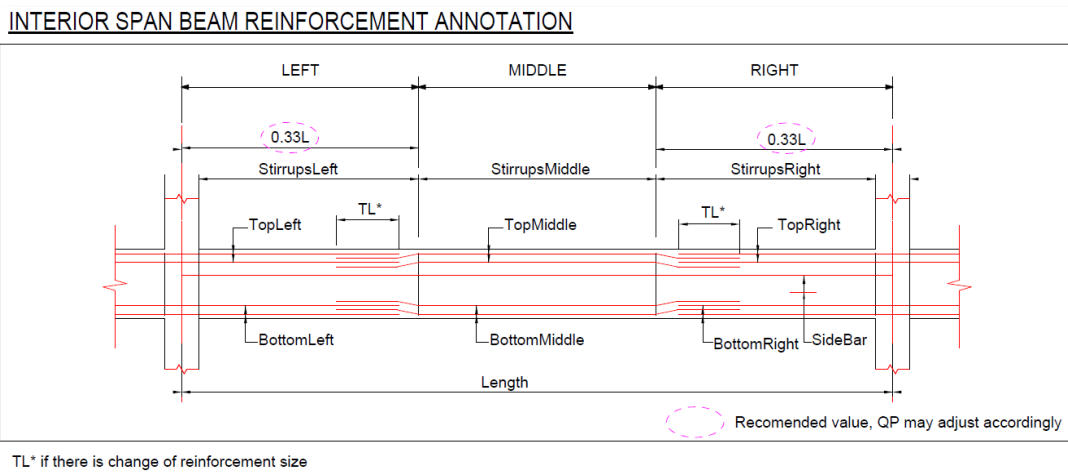 INTERIOR SPAN BEAM REINFORCEMENT ANNOTATION
LEFT MIDDLE RIGHT
0.33L 0.33L
StirrupsLeft StirrupsMiddle StirrupsRight
TL* TL*
TopLeft TopMiddle TopRight
BottomLeft BottomMiddle BottomRight SideBar
Length
Recomended value, QP may adjust accordingly
TL* if there is change of reinforcement size